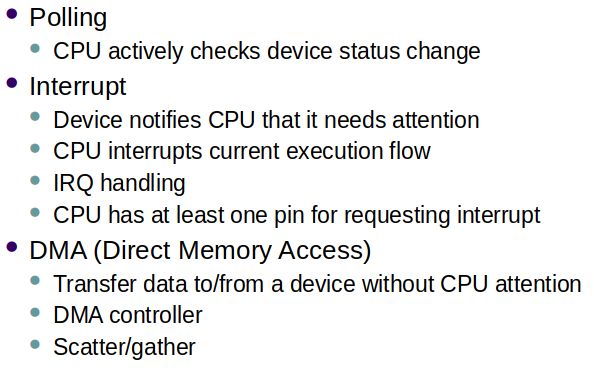 Polling
CPU actively checks device status change
Interrupt
Device notifies CPU that it needs attention
CPU interrupts current execution flow
IRQ handling
CPU has at least one pin for requesting interrupt
DMA (Direct Memory Access)
Transfer data to/from a device without CPU attention
DMA controller
Scatter/gather